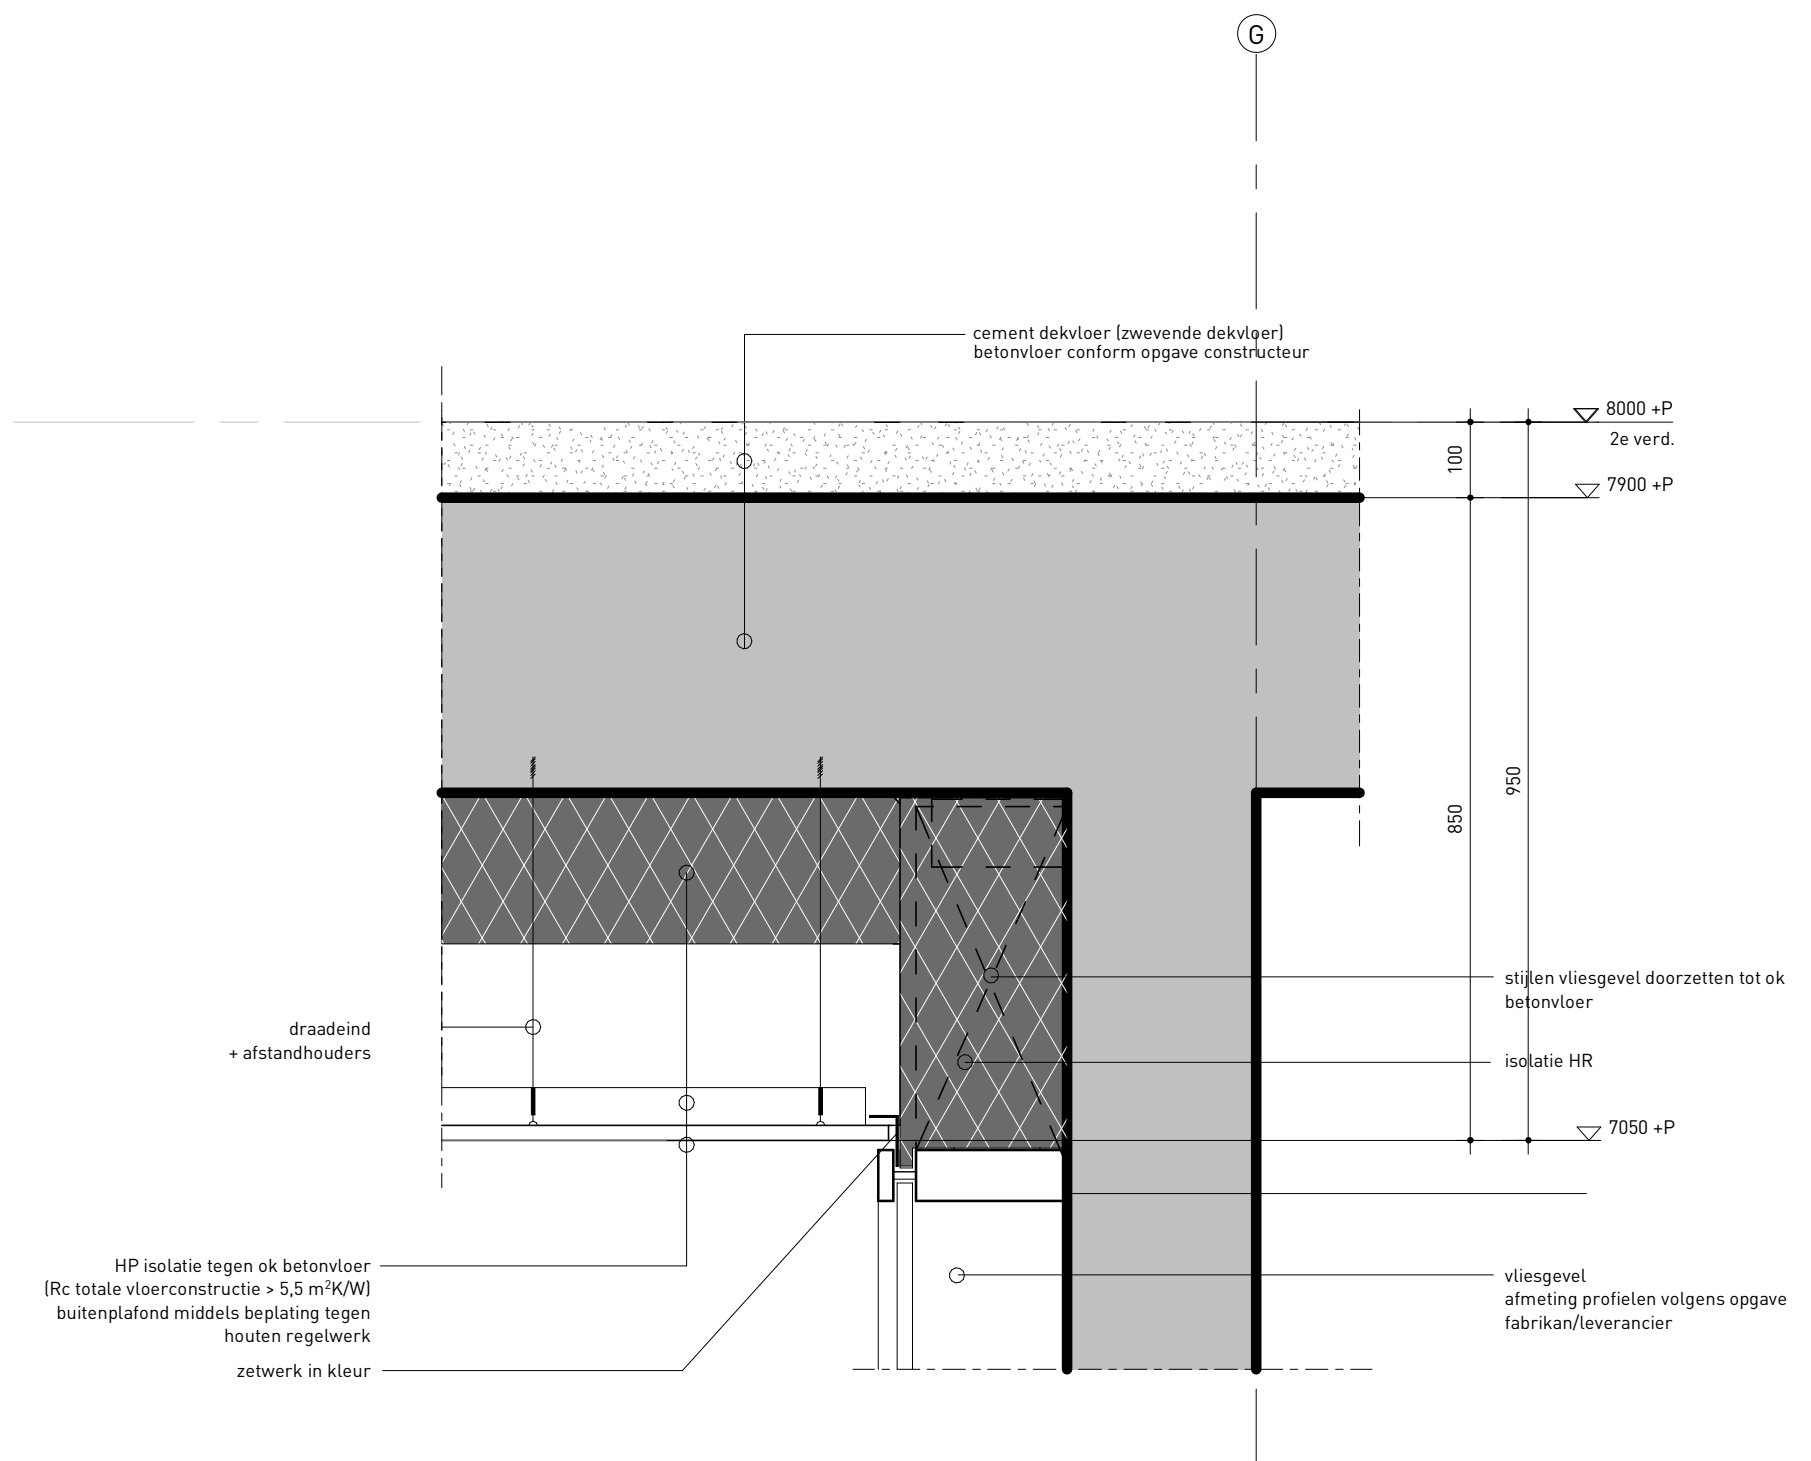 G
cement dekvloer (zwevende dekvloer)
betonvloer conform opgave constructeur
8000 +P
2e verd.
100
7900 +P
950
850
stijlen vliesgevel doorzetten tot ok
betonvloer
draadeind
+ afstandhouders
isolatie HR
7050 +P
HP isolatie tegen ok betonvloer
(Rc totale vloerconstructie > 5,5 m²K/W)
buitenplafond middels beplating tegen
houten regelwerk
zetwerk in kleur
vliesgevel
afmeting profielen volgens opgave
fabrikan/leverancier